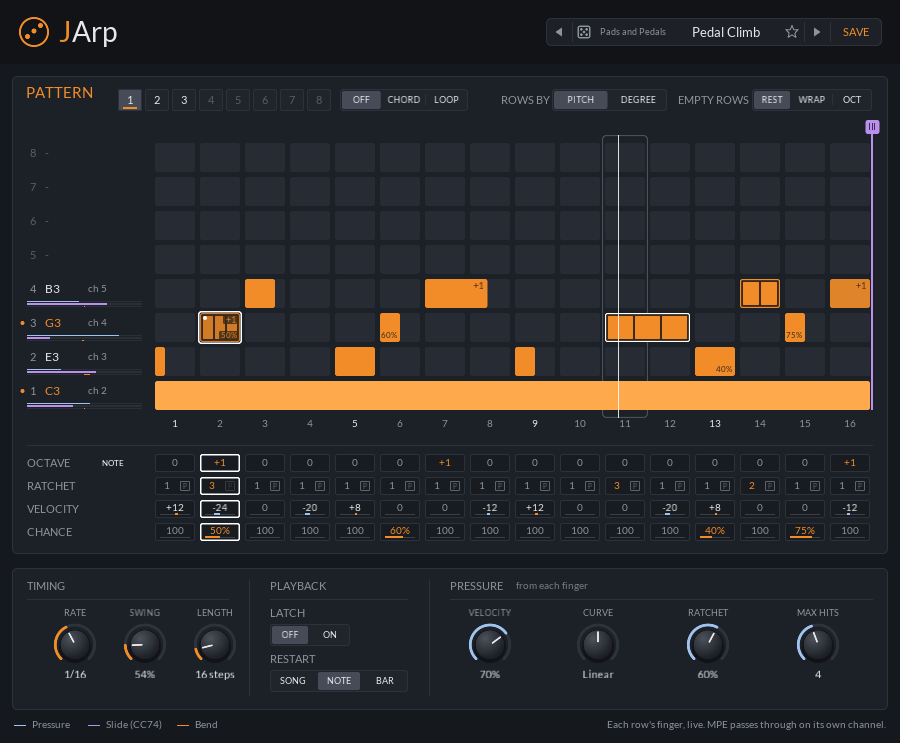 JArp
Pads and Pedals Pedal Climb SAVE
PATTERN 1 2 3 4 5 6 7 8 OFF CHORD LOOP ROWS BY PITCH DEGREE EMPTY ROWS REST WRAP OCT
8 -
7 -
6 -
5 -
4 B3 ch 5 +1 +1
3 G3 ch 4 +1 50% 60% 75%
2 E3 ch 3 40%
1 C3 ch 2
1 2 3 4 5 6 7 8 9 10 11 12 13 14 15 16
OCTAVE NOTE 0 +1 0 0 0 0 +1 0 0 0 0 0 0 0 0 +1
RATCHET 1 P 3 P 1 P 1 P 1 P 1 P 1 P 1 P 1 P 1 P 3 P 1 P 1 P 2 P 1 P 1 P
VELOCITY +12 -24 0 -20 +8 0 0 -12 +12 0 0 -20 +8 0 0 -12
CHANCE 100 50% 100 100 100 60% 100 100 100 100 100 100 40% 100 75% 100
TIMING PLAYBACK PRESSURE from each finger
RATE SWING LENGTH LATCH VELOCITY CURVE RATCHET MAX HITS
OFF ON
RESTART
1/16 54% 16 steps SONG NOTE BAR 70% Linear 60% 4
Pressure Slide (CC74) Bend Each row's finger, live. MPE passes through on its own channel.